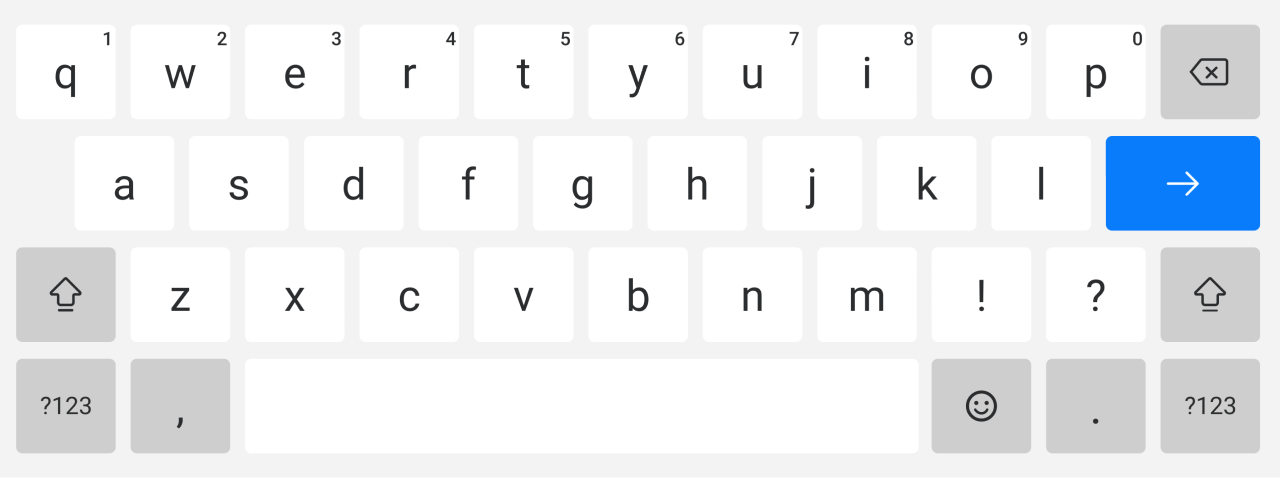 1 2 3 4 5 6 7 8 9 0
q w e r t y u i o p
a s d f g h j k l
z x c v b n m ! ?
?123 , . ?123